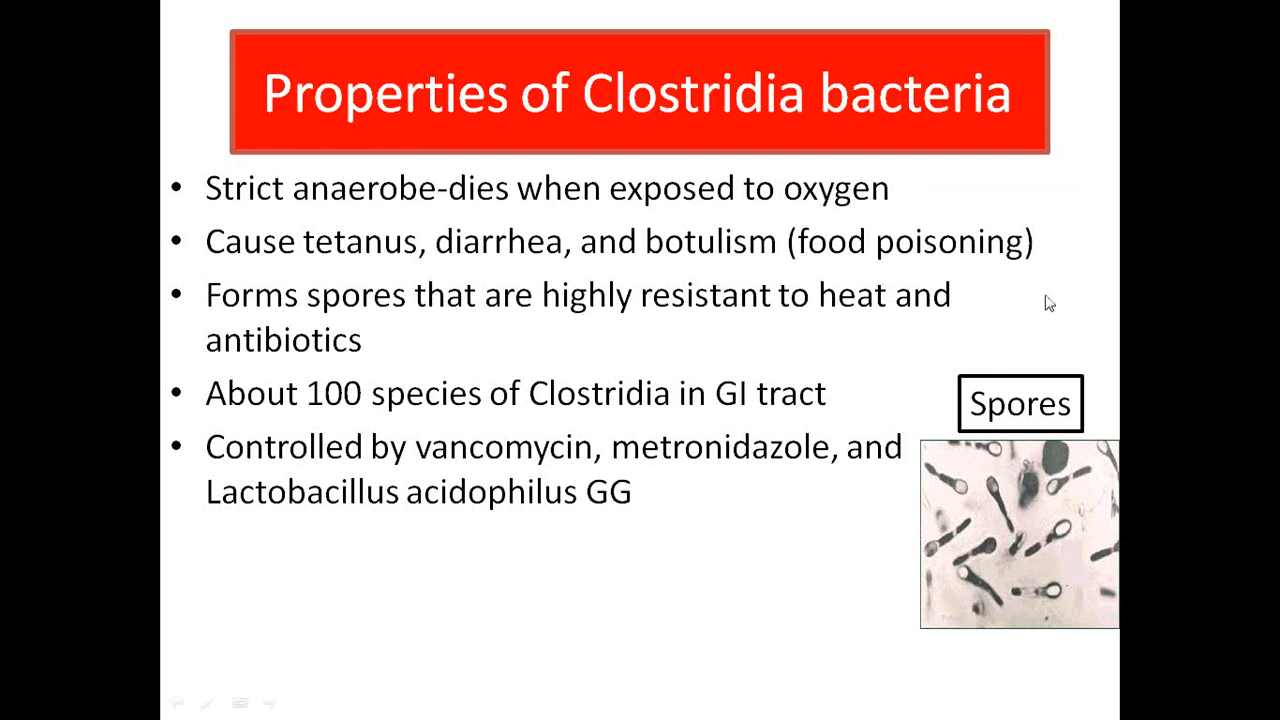 Properties of Clostridia bacteria
• Strict anaerobe-dies when exposed to oxygen
• Cause tetanus, diarrhea, and botulism (food poisoning)
• Forms spores that are highly resistant to heat and
antibiotics
• About 100 species of Clostridia in GI tract
• Controlled by vancomycin, metronidazole, and
Lactobacillus acidophilus GG
Spores